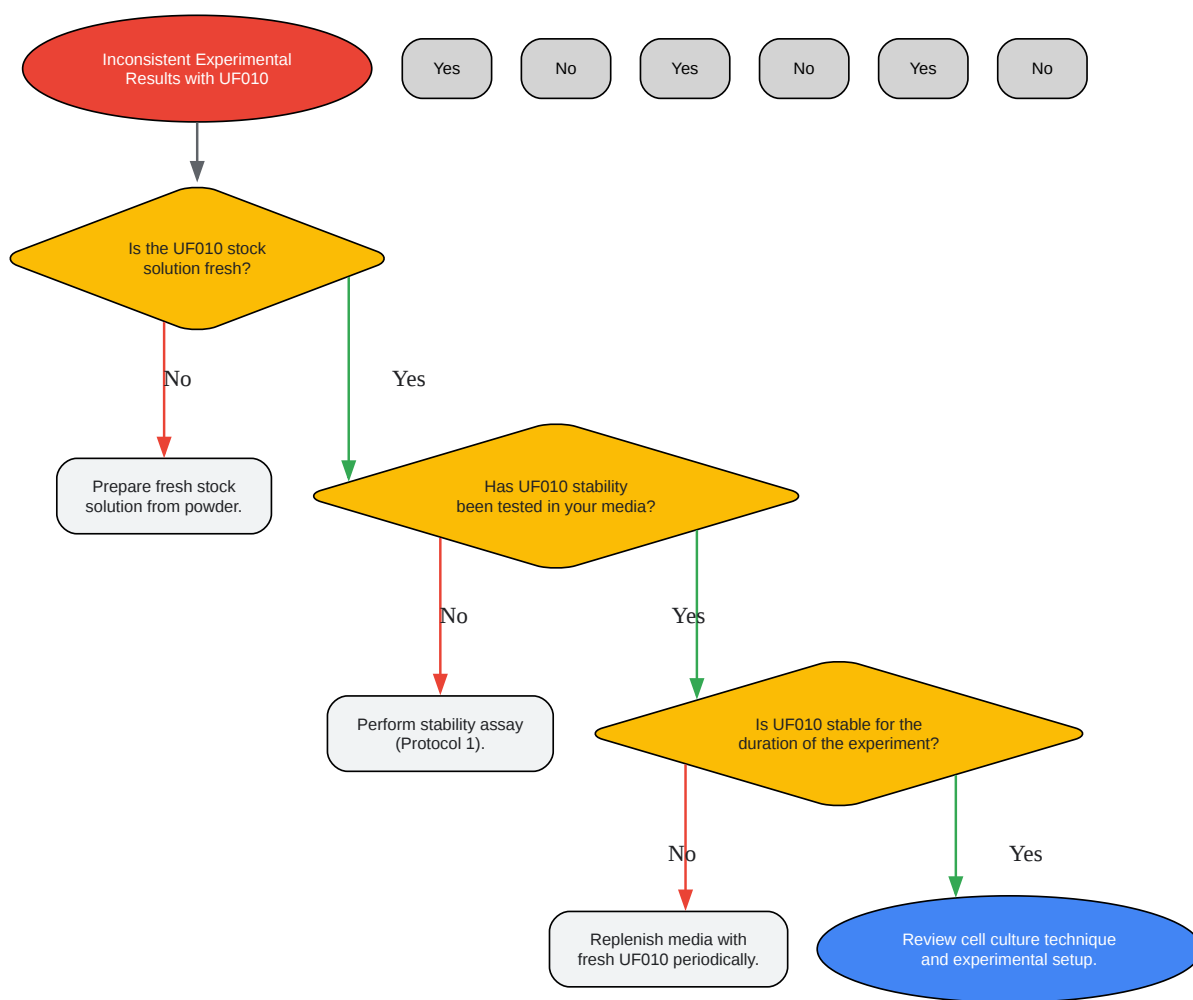 Inconsistent Experimental
Results with UF010
Yes
No
Yes
No
Yes
No
Is the UF010 stock
solution fresh?
No
Yes
Prepare fresh stock
solution from powder.
Has UF010 stability
been tested in your media?
No
Yes
Perform stability assay
(Protocol 1).
Is UF010 stable for the
duration of the experiment?
No
Yes
Replenish media with
fresh UF010 periodically.
Review cell culture technique
and experimental setup.